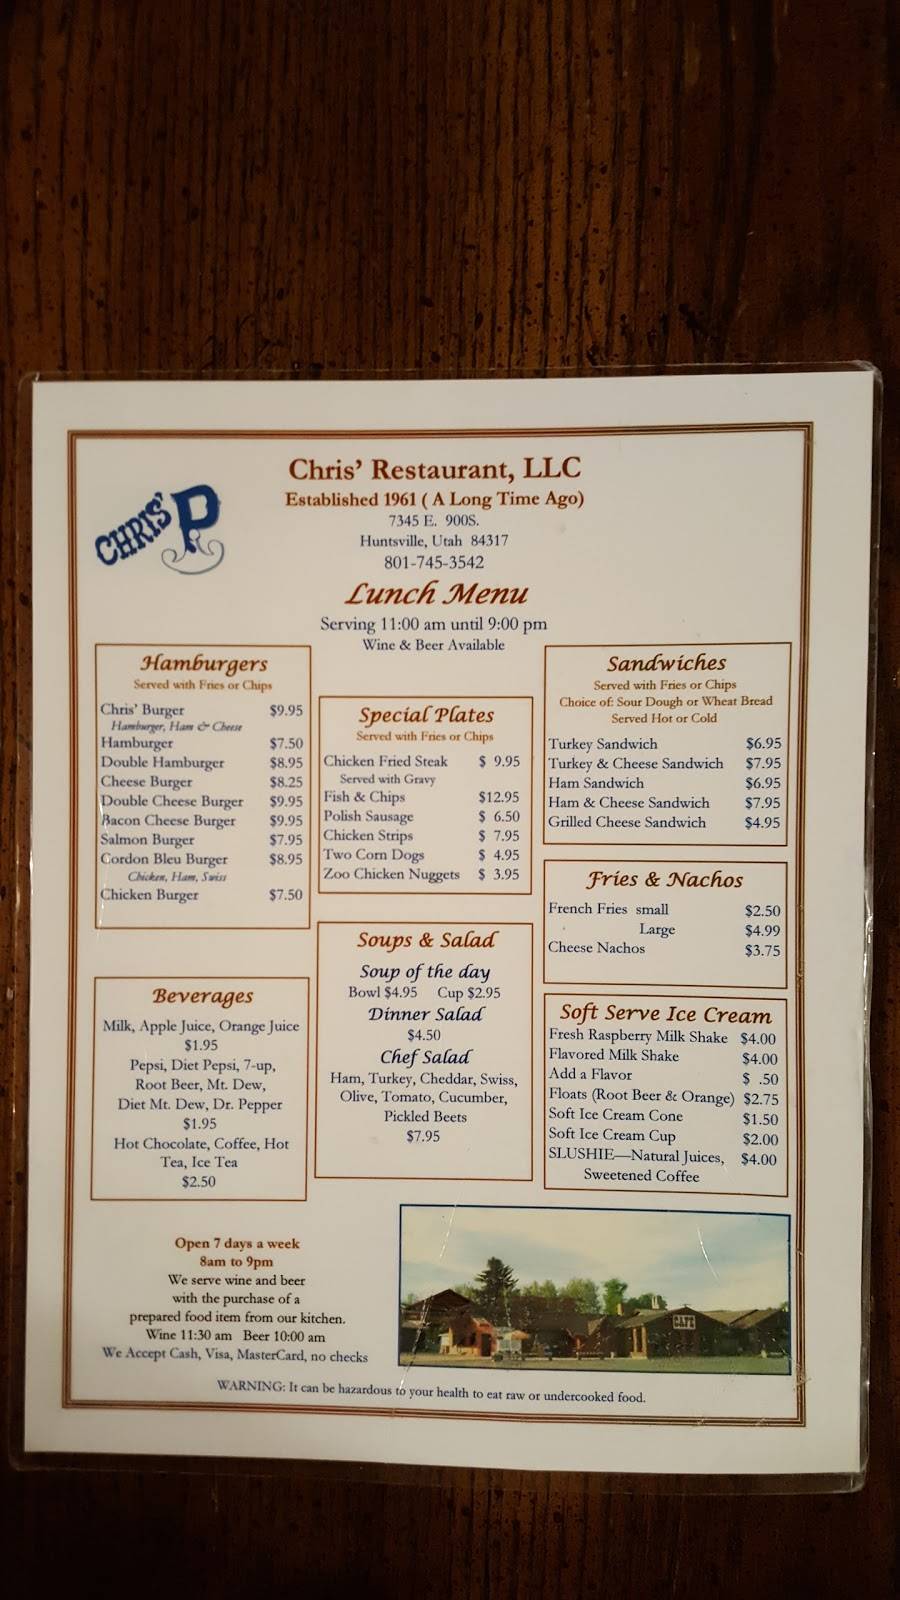 CHRIS' P
Chris' Restaurant, LLC
Established 1961 ( A Long Time Ago)
7345 E. 900S.
Huntsville, Utah 84317
801-745-3542
Lunch Menu
Serving 11:00 am until 9:00 pm
Wine & Beer Available
Hamburgers
Served with Fries or Chips
Chris' Burger $9.95
Hamburger, Ham & Cheese
Hamburger $7.50
Double Hamburger $8.95
Cheese Burger $8.25
Double Cheese Burger $9.95
Bacon Cheese Burger $9.95
Salmon Burger $7.95
Cordon Bleu Burger $8.95
Chicken, Ham, Swiss
Chicken Burger $7.50
Beverages
Milk, Apple Juice, Orange Juice
$1.95
Pepsi, Diet Pepsi, 7-up,
Root Beer, Mt. Dew,
Diet Mt. Dew, Dr. Pepper
$1.95
Hot Chocolate, Coffee, Hot
Tea, Ice Tea
$2.50
Special Plates
Served with Fries or Chips
Chicken Fried Steak $ 9.95
Served with Gravy
Fish & Chips $12.95
Polish Sausage $ 6.50
Chicken Strips $ 7.95
Two Corn Dogs $ 4.95
Zoo Chicken Nuggets $ 3.95
Soups & Salad
Soup of the day
Bowl $4.95 Cup $2.95
Dinner Salad
$4.50
Chef Salad
Ham, Turkey, Cheddar, Swiss,
Olive, Tomato, Cucumber,
Pickled Beets
$7.95
Sandwiches
Served with Fries or Chips
Choice of: Sour Dough or Wheat Bread
Served Hot or Cold
Turkey Sandwich $6.95
Turkey & Cheese Sandwich $7.95
Ham Sandwich $6.95
Ham & Cheese Sandwich $7.95
Grilled Cheese Sandwich $4.95
Fries & Nachos
French Fries small $2.50
Large $4.99
Cheese Nachos $3.75
Soft Serve Ice Cream
Fresh Raspberry Milk Shake $4.00
Flavored Milk Shake $4.00
Add a Flavor $ .50
Floats (Root Beer & Orange) $2.75
Soft Ice Cream Cone $1.50
Soft Ice Cream Cup $2.00
SLUSHIE—Natural Juices, $4.00
Sweetened Coffee
Open 7 days a week
8am to 9pm
We serve wine and beer
with the purchase of a
prepared food item from our kitchen.
Wine 11:30 am Beer 10:00 am
We Accept Cash, Visa, MasterCard, no checks
CAFE
WARNING: It can be hazardous to your health to eat raw or undercooked food.